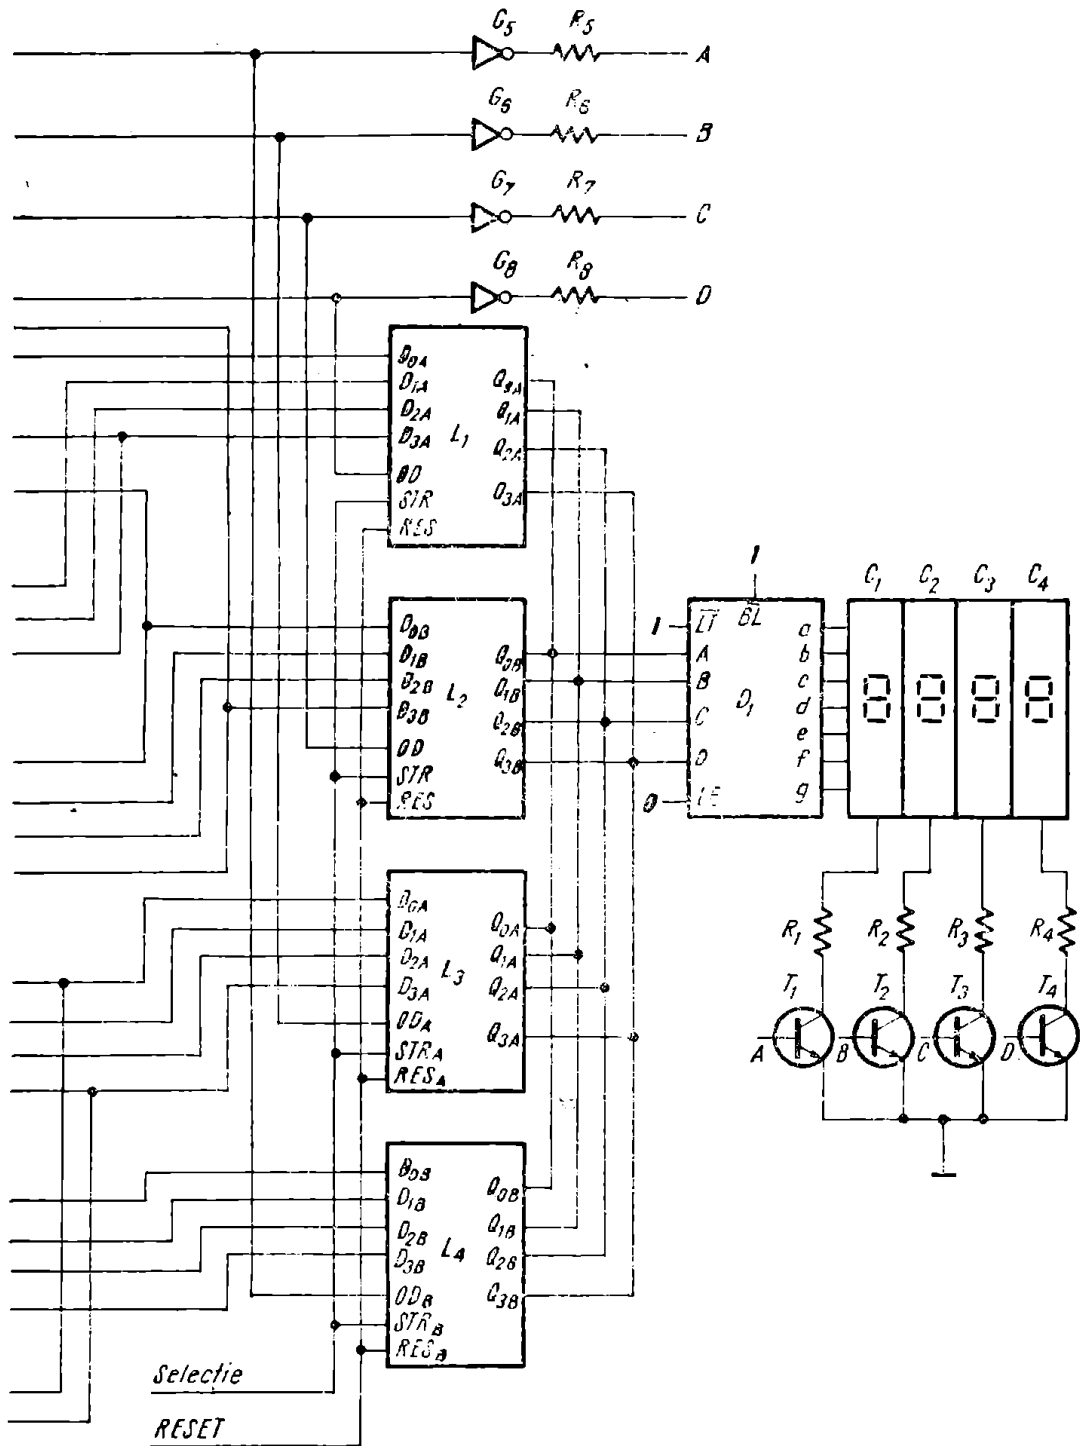 G5 R5
A
G6 R6
B
G7 R7
C
G8 R8
D
D0A
D1A
D2A
D3A
OD
STR
RES
L1
Q0A
Q1A
Q2A
Q3A
D0B
D1B
D2B
D3B
OD
STR
RES
L2
Q0B
Q1B
Q2B
Q3B
1
1
LT BL
A
B
C
D
0
LE
D1
a
b
c
d
e
f
g
C1 C2 C3 C4
8 8 8 8
R1 R2 R3 R4
T1 T2 T3 T4
A B C D
D0A
D1A
D2A
D3A
ODA
STRA
RESA
L3
Q0A
Q1A
Q2A
Q3A
D0B
D1B
D2B
D3B
ODB
STRB
RESB
L4
Q0B
Q1B
Q2B
Q3B
Selectie
RESET